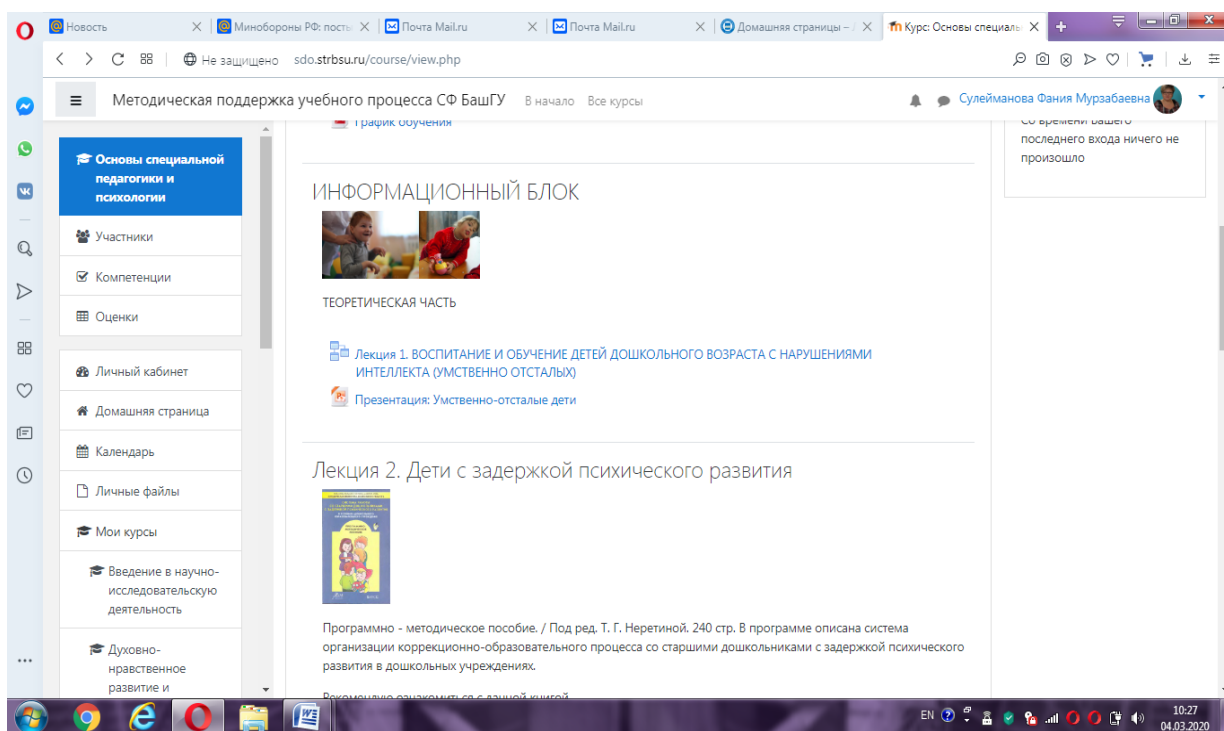 Новость
Минобороны РФ: посты
Почта Mail.ru
Почта Mail.ru
Домашняя страницы –
Курс: Основы специаль
Не защищено sdo.strbsu.ru/course/view.php
Методическая поддержка учебного процесса СФ БашГУ В начало Все курсы
Сулейманова Фания Мурзабаевна
Основы специальной
педагогики и
психологии
Участники
Компетенции
Оценки
Личный кабинет
Домашняя страница
Календарь
Личные файлы
Мои курсы
Введение в научно-
исследовательскую
деятельность
Духовно-
нравственное
развитие и
График обучения
ИНФОРМАЦИОННЫЙ БЛОК
ТЕОРЕТИЧЕСКАЯ ЧАСТЬ
Лекция 1. ВОСПИТАНИЕ И ОБУЧЕНИЕ ДЕТЕЙ ДОШКОЛЬНОГО ВОЗРАСТА С НАРУШЕНИЯМИ
ИНТЕЛЛЕКТА (УМСТВЕННО ОТСТАЛЫХ)
Презентация: Умственно-отсталые дети
Лекция 2. Дети с задержкой психического развития
Программно - методическое пособие. / Под ред. Т. Г. Неретиной. 240 стр. В программе описана система
организации коррекционно-образовательного процесса со старшими дошкольниками с задержкой психического
развития в дошкольных учреждениях.
Рекомендую ознакомиться с данной книгой
Со времени вашего
последнего входа ничего не
произошло
EN
10:27
04.03.2020